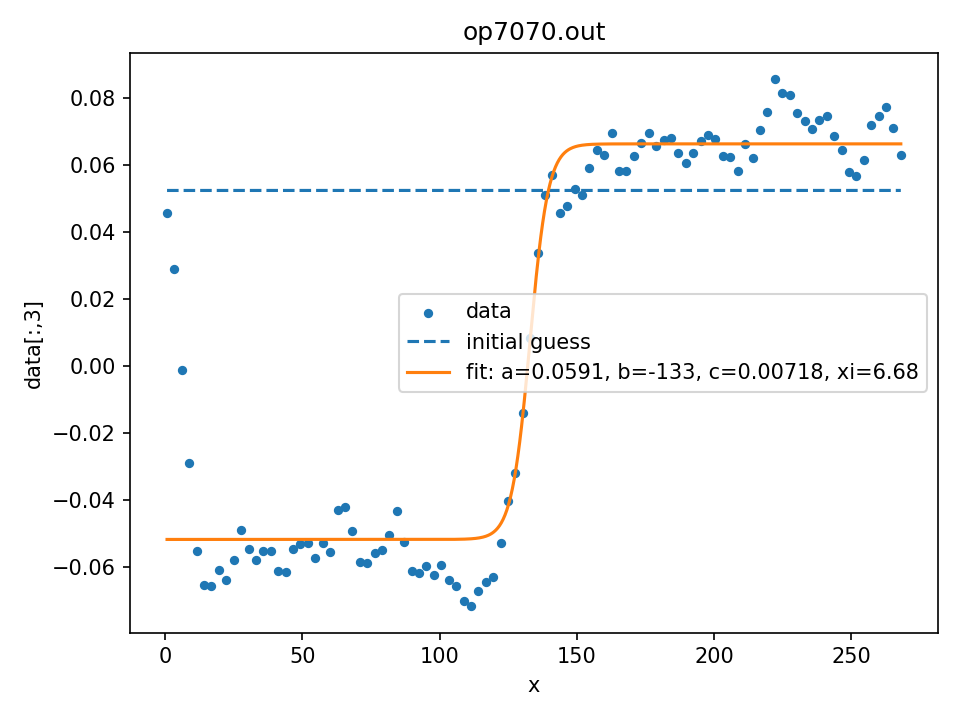 op7070.out
0.08
0.06
0.04
0.02
0.00
−0.02
−0.04
−0.06
data[:,3]
data
initial guess
fit: a=0.0591, b=-133, c=0.00718, xi=6.68
0 50 100 150 200 250
x